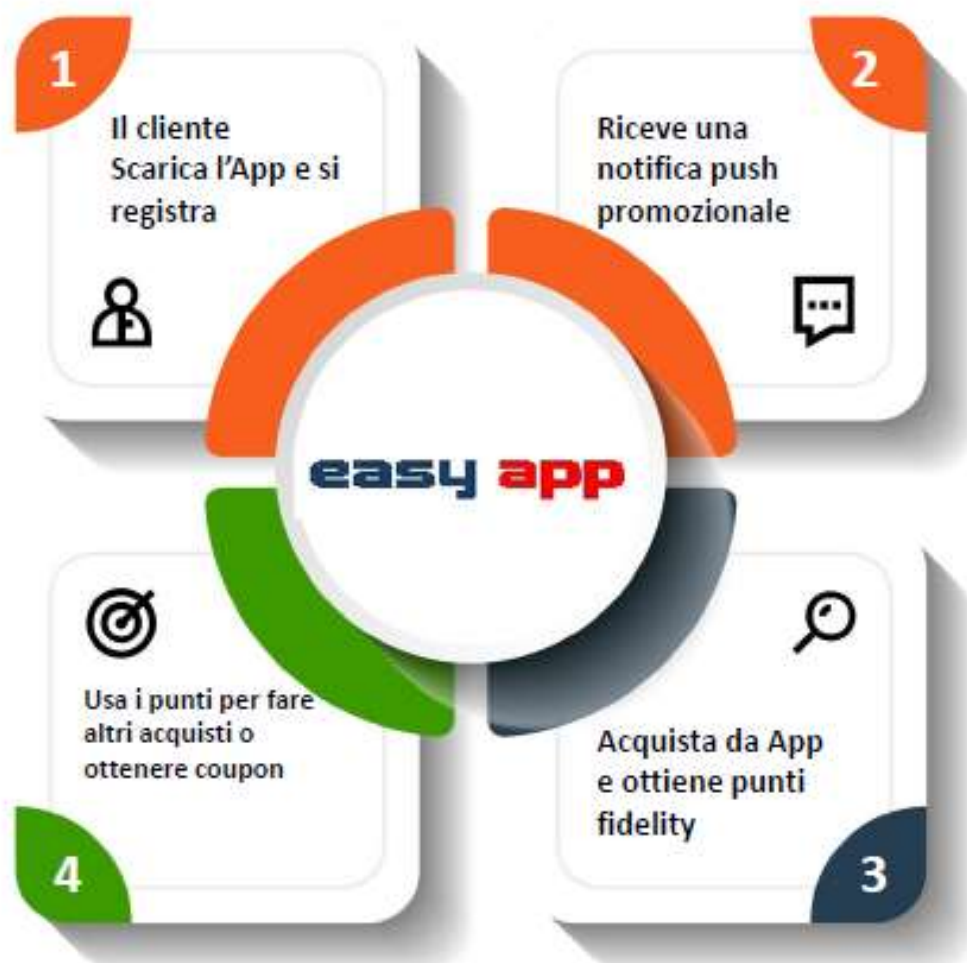 1
Il cliente
Scarica l'App e si
registra
2
Riceve una
notifica push
promozionale
easy app
3
Acquista da App
e ottiene punti
fidelity
4
Usa i punti per fare
altri acquisti o
ottenere coupon